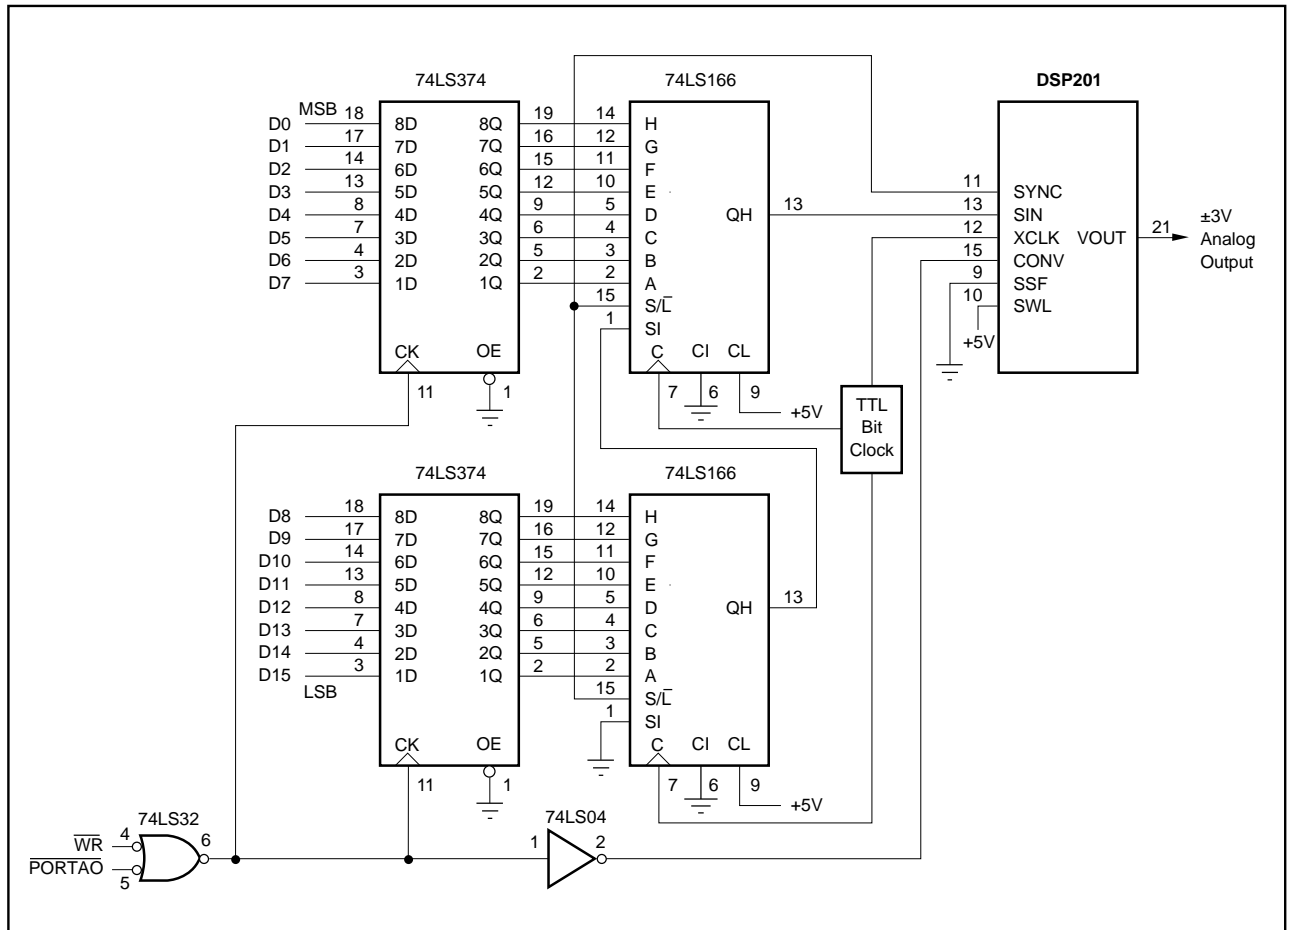 74LS374 74LS166 DSP201
MSB
D0 18 8D 8Q 19 14 H
D1 17 7D 7Q 16 12 G
D2 14 6D 6Q 15 11 F
D3 13 5D 5Q 12 10 E 11 SYNC
D4 8 4D 4Q 9 5 D QH 13 13 SIN
D5 7 3D 3Q 6 4 C 12 XCLK VOUT 21 ±3V Analog Output
D6 4 2D 2Q 5 3 B 15 CONV
D7 3 1D 1Q 2 2 A 9 SSF
15 S/L̅ 10 SWL
1 SI +5V
CK OE C CI CL
11 1 7 6 9 +5V
TTL
Bit
Clock
74LS374 74LS166
D8 18 8D 8Q 19 14 H
D9 17 7D 7Q 16 12 G
D10 14 6D 6Q 15 11 F
D11 13 5D 5Q 12 10 E
D12 8 4D 4Q 9 5 D QH 13
D13 7 3D 3Q 6 4 C
D14 4 2D 2Q 5 3 B
D15 3 1D 1Q 2 2 A
LSB 15 S/L̅
1 SI
CK OE C CI CL
11 1 7 6 9 +5V
74LS32 74LS04
W̅R̅ 4 6 1 2
P̅O̅R̅T̅A̅O̅ 5